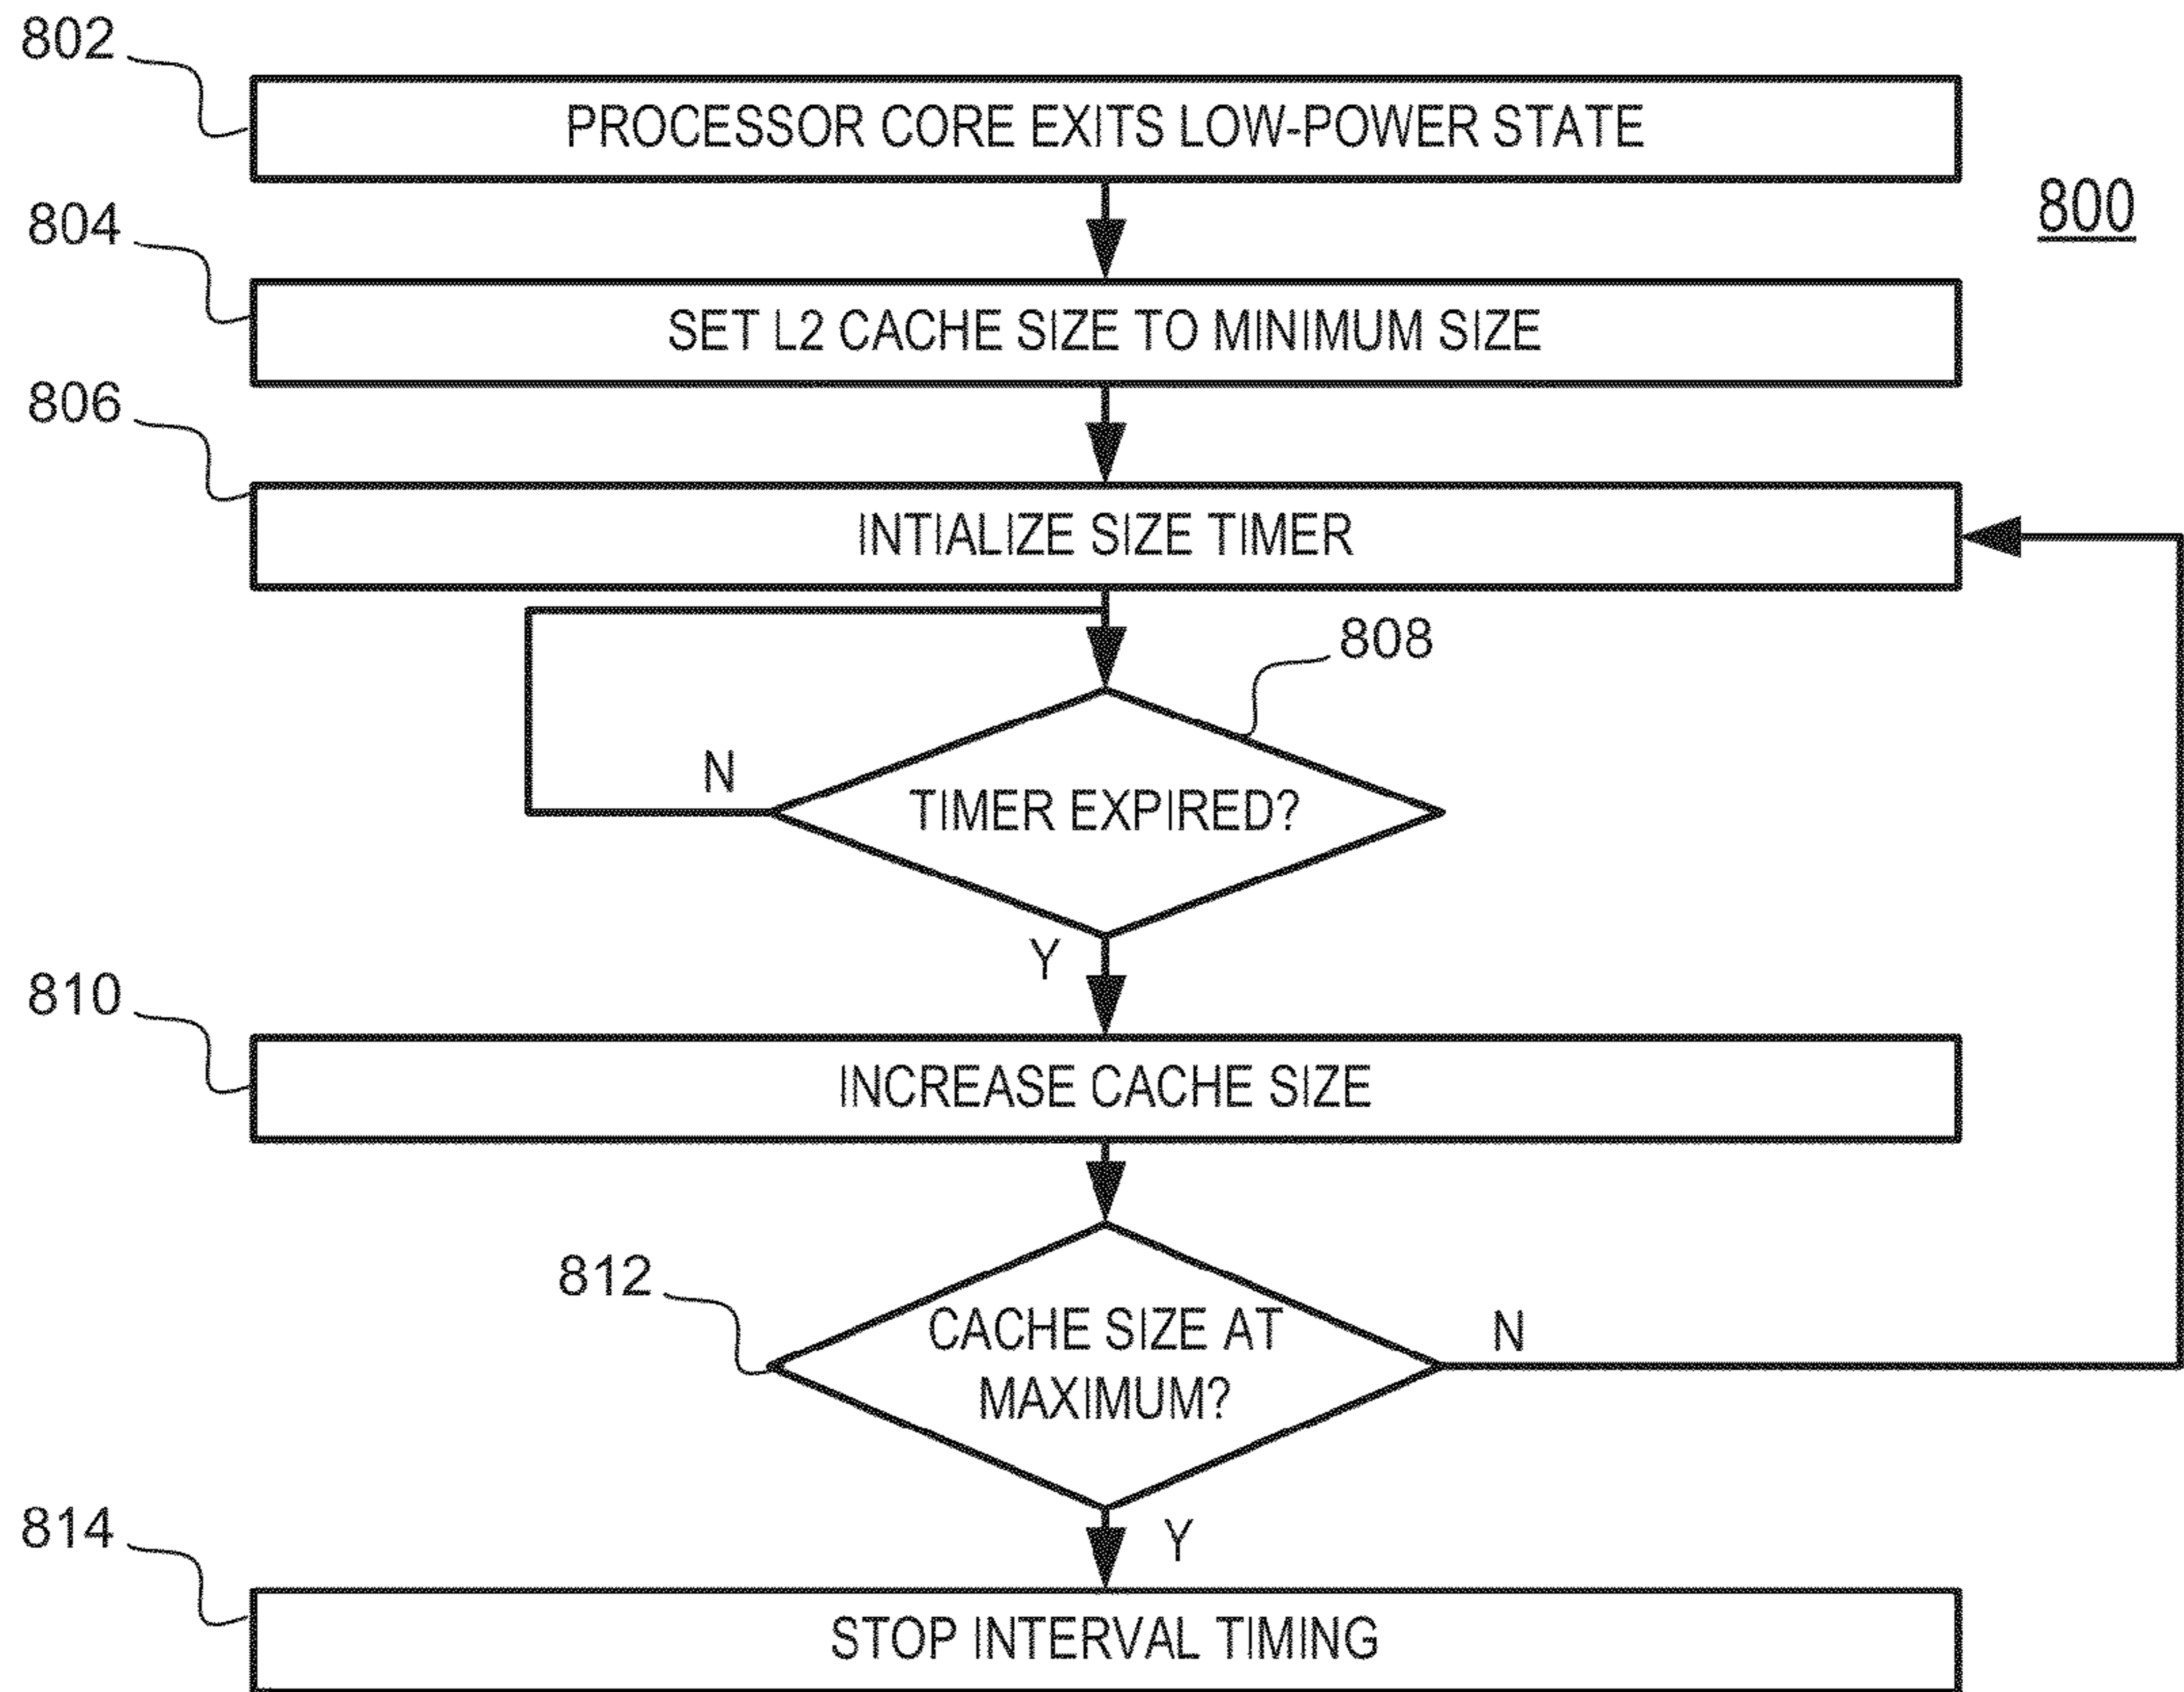 802
PROCESSOR CORE EXITS LOW-POWER STATE
800
804
SET L2 CACHE SIZE TO MINIMUM SIZE
806
INTIALIZE SIZE TIMER
808
N
TIMER EXPIRED?
Y
810
INCREASE CACHE SIZE
812
CACHE SIZE AT
MAXIMUM?
N
Y
814
STOP INTERVAL TIMING